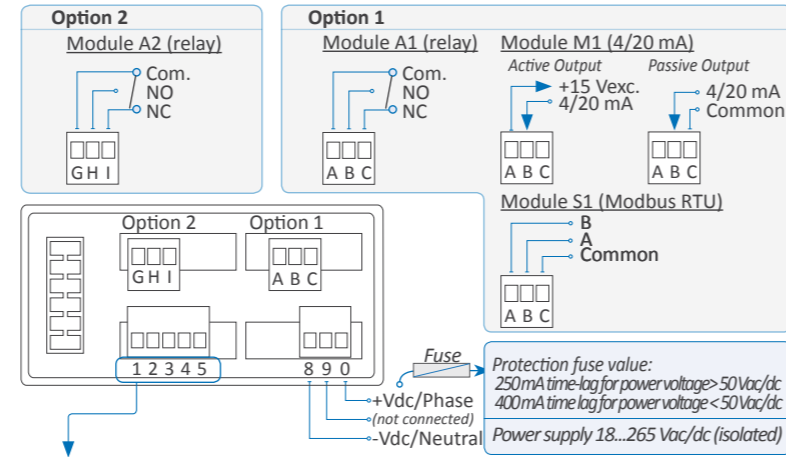 Option 2
Module A2 (relay)
Com.
NO
NC
G H I
Option 1
Module A1 (relay)
Com.
NO
NC
A B C
Module M1 (4/20 mA)
Active Output
+15 Vexc.
4/20 mA
A B C
Passive Output
4/20 mA
Common
A B C
Module S1 (Modbus RTU)
B
A
Common
A B C
Option 2
G H I
Option 1
A B C
1 2 3 4 5
8 9 0
Fuse
+Vdc/Phase
(not connected)
-Vdc/Neutral
Protection fuse value:
250 mA time-lag for power voltage > 50 Vac/dc
400 mA time lag for power voltage < 50 Vac/dc
Power supply 18...265 Vac/dc (isolated)